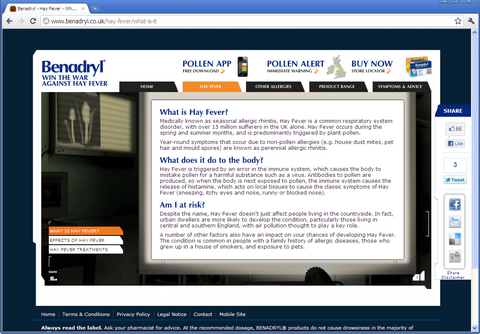 Benadryl - Hay Fever - Wh...
www.benadryl.co.uk/hay-fever/what-is-it
Benadryl
WIN THE WAR
AGAINST HAY FEVER
POLLEN APP
FREE DOWNLOAD
POLLEN ALERT
IMMEDIATE WARNING
BUY NOW
STORE LOCATOR
HOME
HAY FEVER
OTHER ALLERGIES
PRODUCT RANGE
SYMPTOMS & ADVICE
What is Hay Fever?
Medically known as seasonal allergic rhinitis, Hay Fever is a common respiratory
disorder, with over 15 million sufferers in the UK alone. Hay Fever occurs during the
spring and summer months, and is predominantly triggered by plant pollen.
Year-round symptoms that occur due to non-pollen allergies (e.g. house dust mites, pet
hair and mould spores) are known as perennial allergic rhinitis.
What does it do to the body?
Hay Fever is triggered by an error in the immune system, which causes the body to
mistake pollen for a harmful substance such as a virus. Antibodies to pollen are
produced, so when the body is next exposed to pollen, the immune system causes the
release of histamine, which acts on local tissues to cause the classic symptoms of Hay
Fever (sneezing, itchy eyes and nose, runny or blocked nose).
Am I at risk?
Despite the name, Hay Fever doesn't just affect people living in the countryside. In fact,
urban dwellers are more likely to develop the condition, particularly those living in
central and southern England, with air pollution thought to play a key role.
A number of other factors also have an impact on your chances of developing Hay Fever.
The condition is common in people with a family history of allergic diseases, those who
grew up in a house of smokers, and exposure to pets.
WHAT IS HAY FEVER?
EFFECTS OF HAY FEVER
HAY FEVER TREATMENTS
SHARE
66
Like
3
Tweet
Share
Disclaimer
Home
Terms & Conditions
Privacy Policy
Legal Notice
Contact
Mobile Site
Always read the label. Ask your pharmacist for advice. At the recommended dosage, BENADRYL® products do not cause drowsiness in the majority of